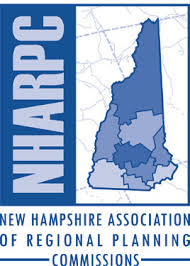 NHARPC
NEW HAMPSHIRE ASSOCIATION
OF REGIONAL PLANNING
COMMISSIONS